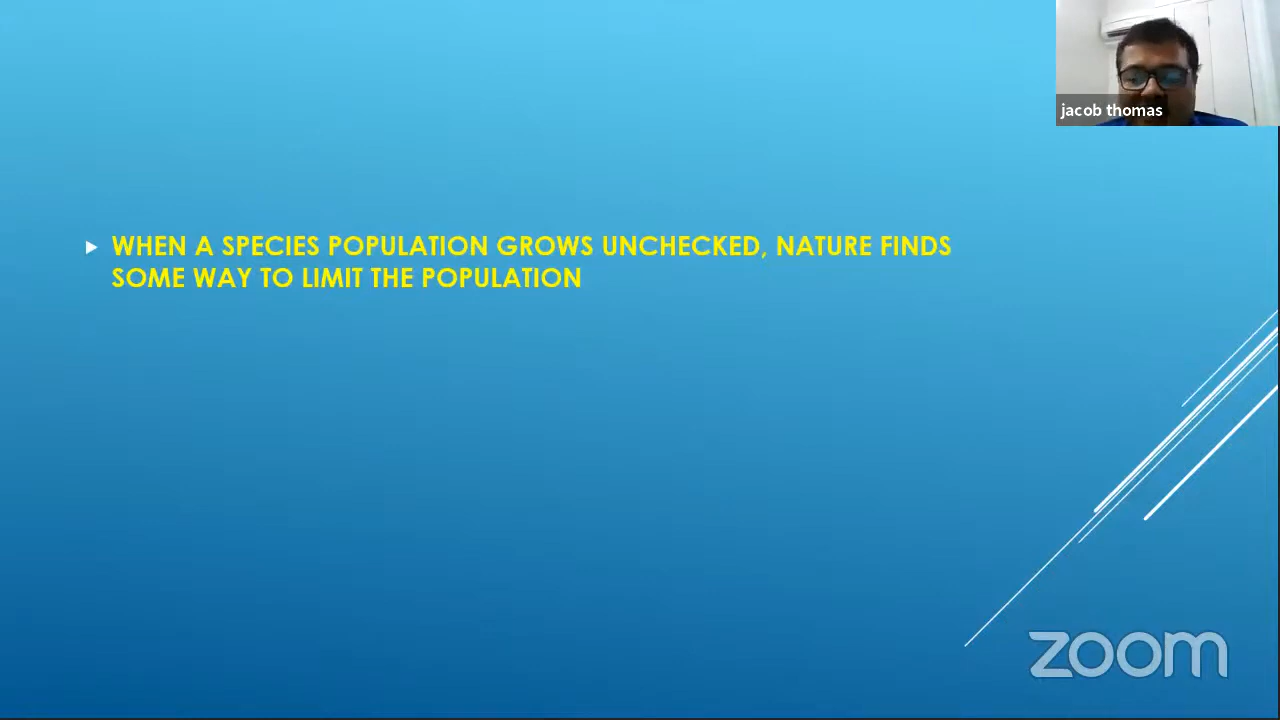 jacob thomas
WHEN A SPECIES POPULATION GROWS UNCHECKED, NATURE FINDS
SOME WAY TO LIMIT THE POPULATION
zoom